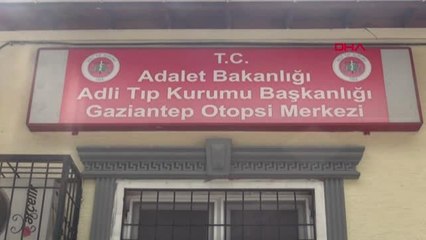 DHA
T.C.
Adalet Bakanlığı
Adli Tıp Kurumu Başkanlığı
Gaziantep Otopsi Merkezi